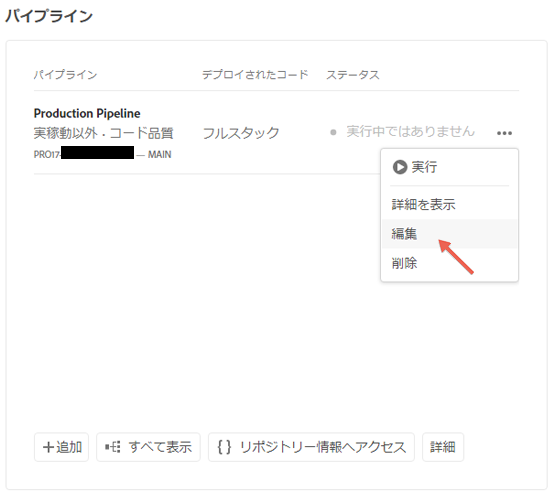 パイプライン
パイプライン デプロイされたコード ステータス
Production Pipeline
実稼動以外 - コード品質 フルスタック 実行中ではありません
PRO17- — MAIN
実行
詳細を表示
編集
削除
追加 すべて表示 リポジトリー情報へアクセス 詳細